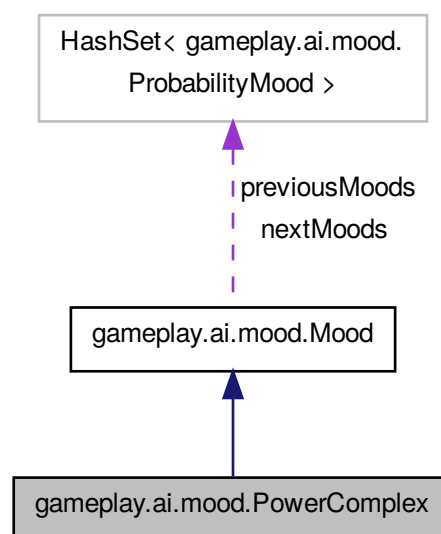 HashSet< gameplay.ai.mood.
ProbabilityMood >
previousMoods
nextMoods
gameplay.ai.mood.Mood
gameplay.ai.mood.PowerComplex